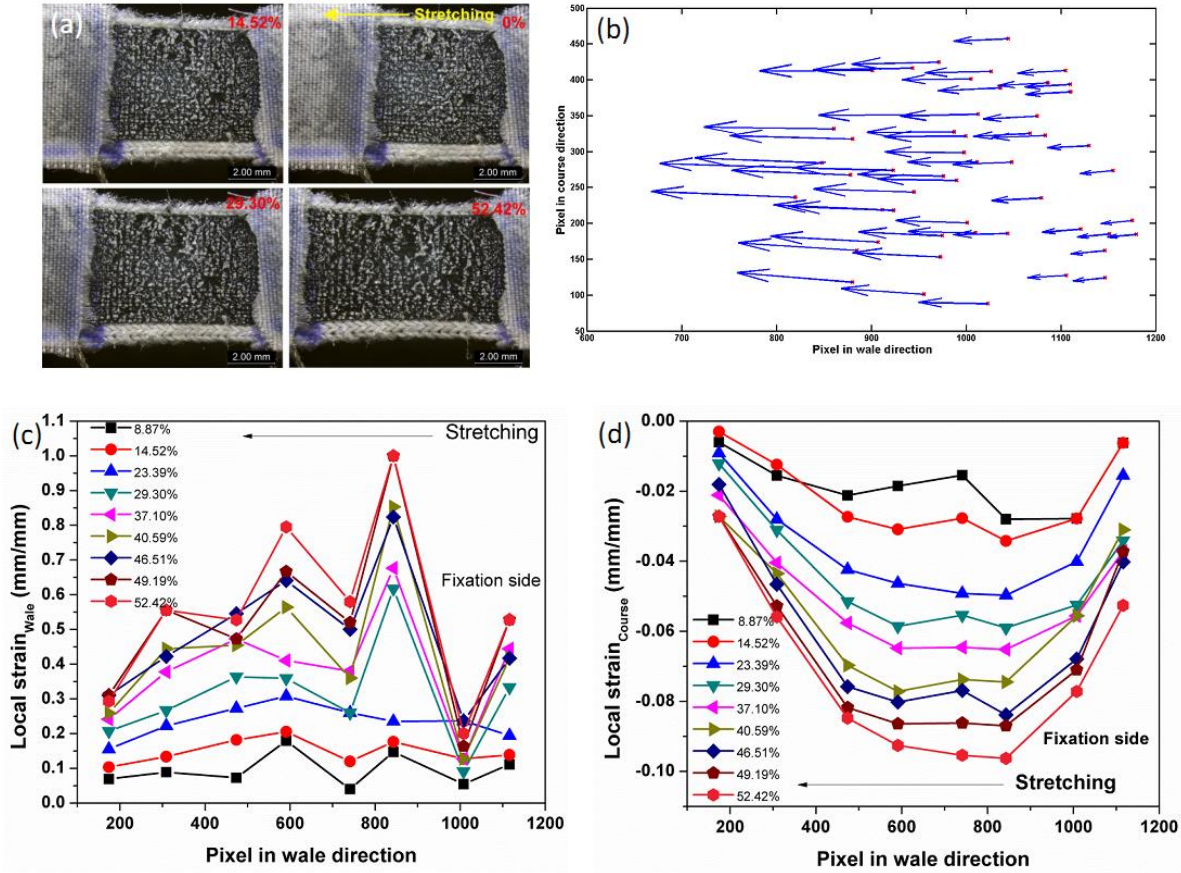 (a)
14.52%
Stretching
0%
2.00 mm
2.00 mm
29.30%
52.42%
2.00 mm
2.00 mm
(b)
500
450
400
350
300
250
200
150
100
50
Pixel in course direction
600 700 800 900 1000 1100 1200
Pixel in wale direction
(c)
1.1
1.0
0.9
0.8
0.7
0.6
0.5
0.4
0.3
0.2
0.1
0.0
Local strain Wale (mm/mm)
8.87%
14.52%
23.39%
29.30%
37.10%
40.59%
46.51%
49.19%
52.42%
Stretching
Fixation side
200 400 600 800 1000 1200
Pixel in wale direction
(d)
0.00
-0.02
-0.04
-0.06
-0.08
-0.10
Local strain Course (mm/mm)
8.87%
14.52%
23.39%
29.30%
37.10%
40.59%
46.51%
49.19%
52.42%
Fixation side
Stretching
200 400 600 800 1000 1200
Pixel in wale direction